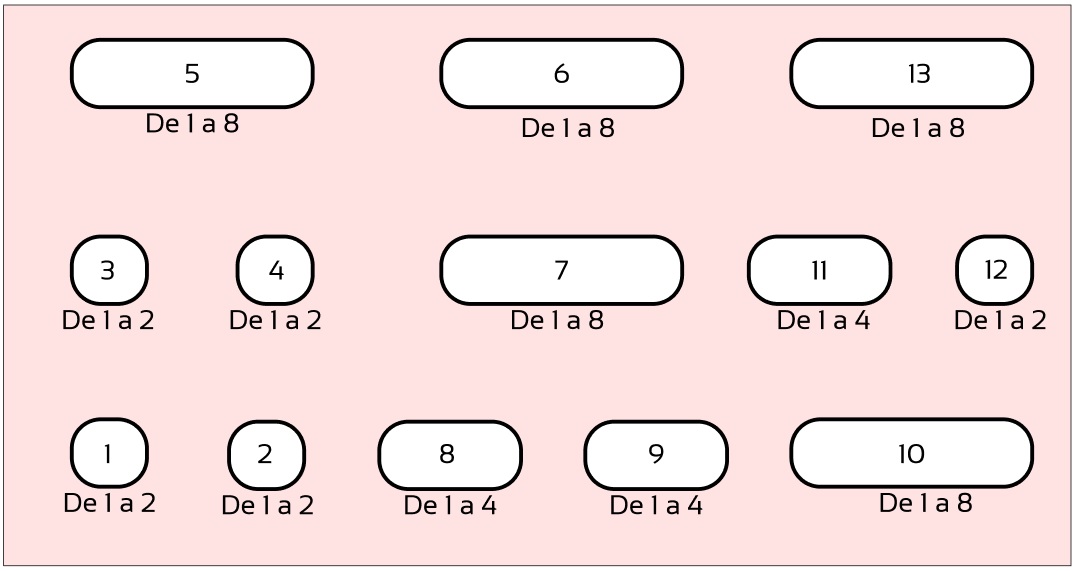 5 6 13
De 1 a 8 De 1 a 8 De 1 a 8
3 4 7 11 12
De 1 a 2 De 1 a 2 De 1 a 8 De 1 a 4 De 1 a 2
1 2 8 9 10
De 1 a 2 De 1 a 2 De 1 a 4 De 1 a 4 De 1 a 8